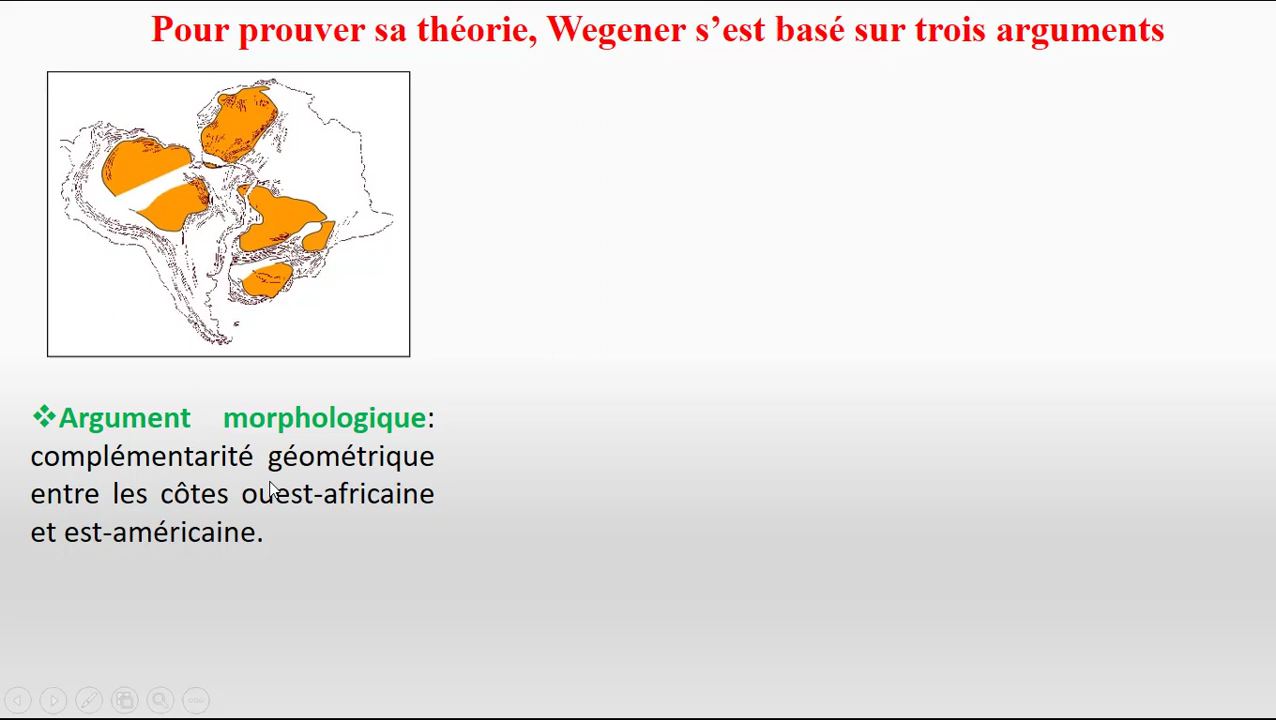 Pour prouver sa théorie, Wegener s’est basé sur trois arguments
❖Argument morphologique:
complémentarité géométrique
entre les côtes ouest-africaine
et est-américaine.